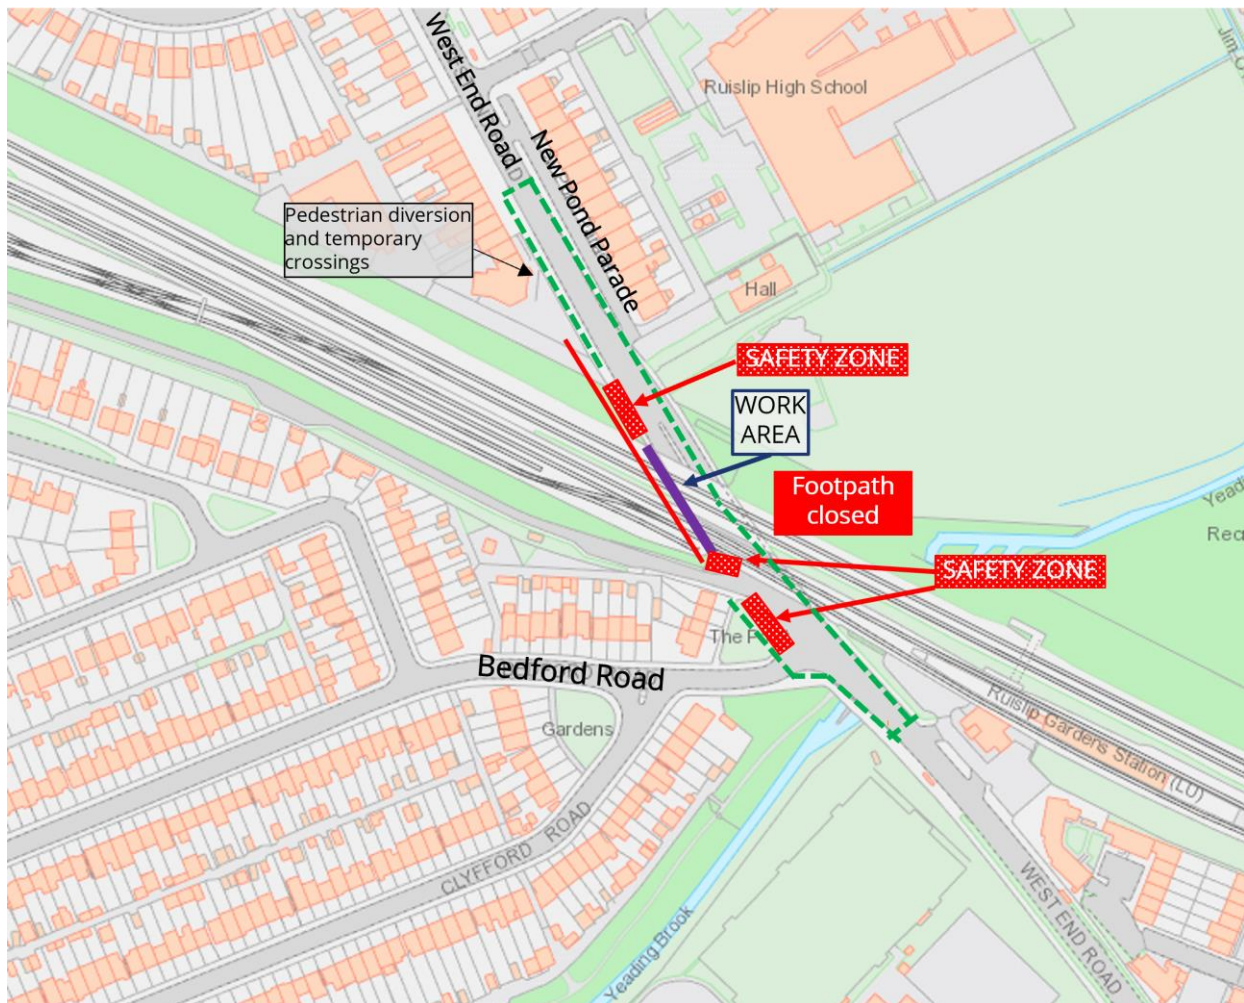 West End Road
New Pond Parade
Ruislip High School
Pedestrian diversion
and temporary
crossings
Hall
SAFETY ZONE
WORK
AREA
Footpath
closed
SAFETY ZONE
The
Bedford Road
Gardens
Ruislip Gardens Station (LU)
CLYFFORD ROAD
WEST END ROAD
Yeading Brook